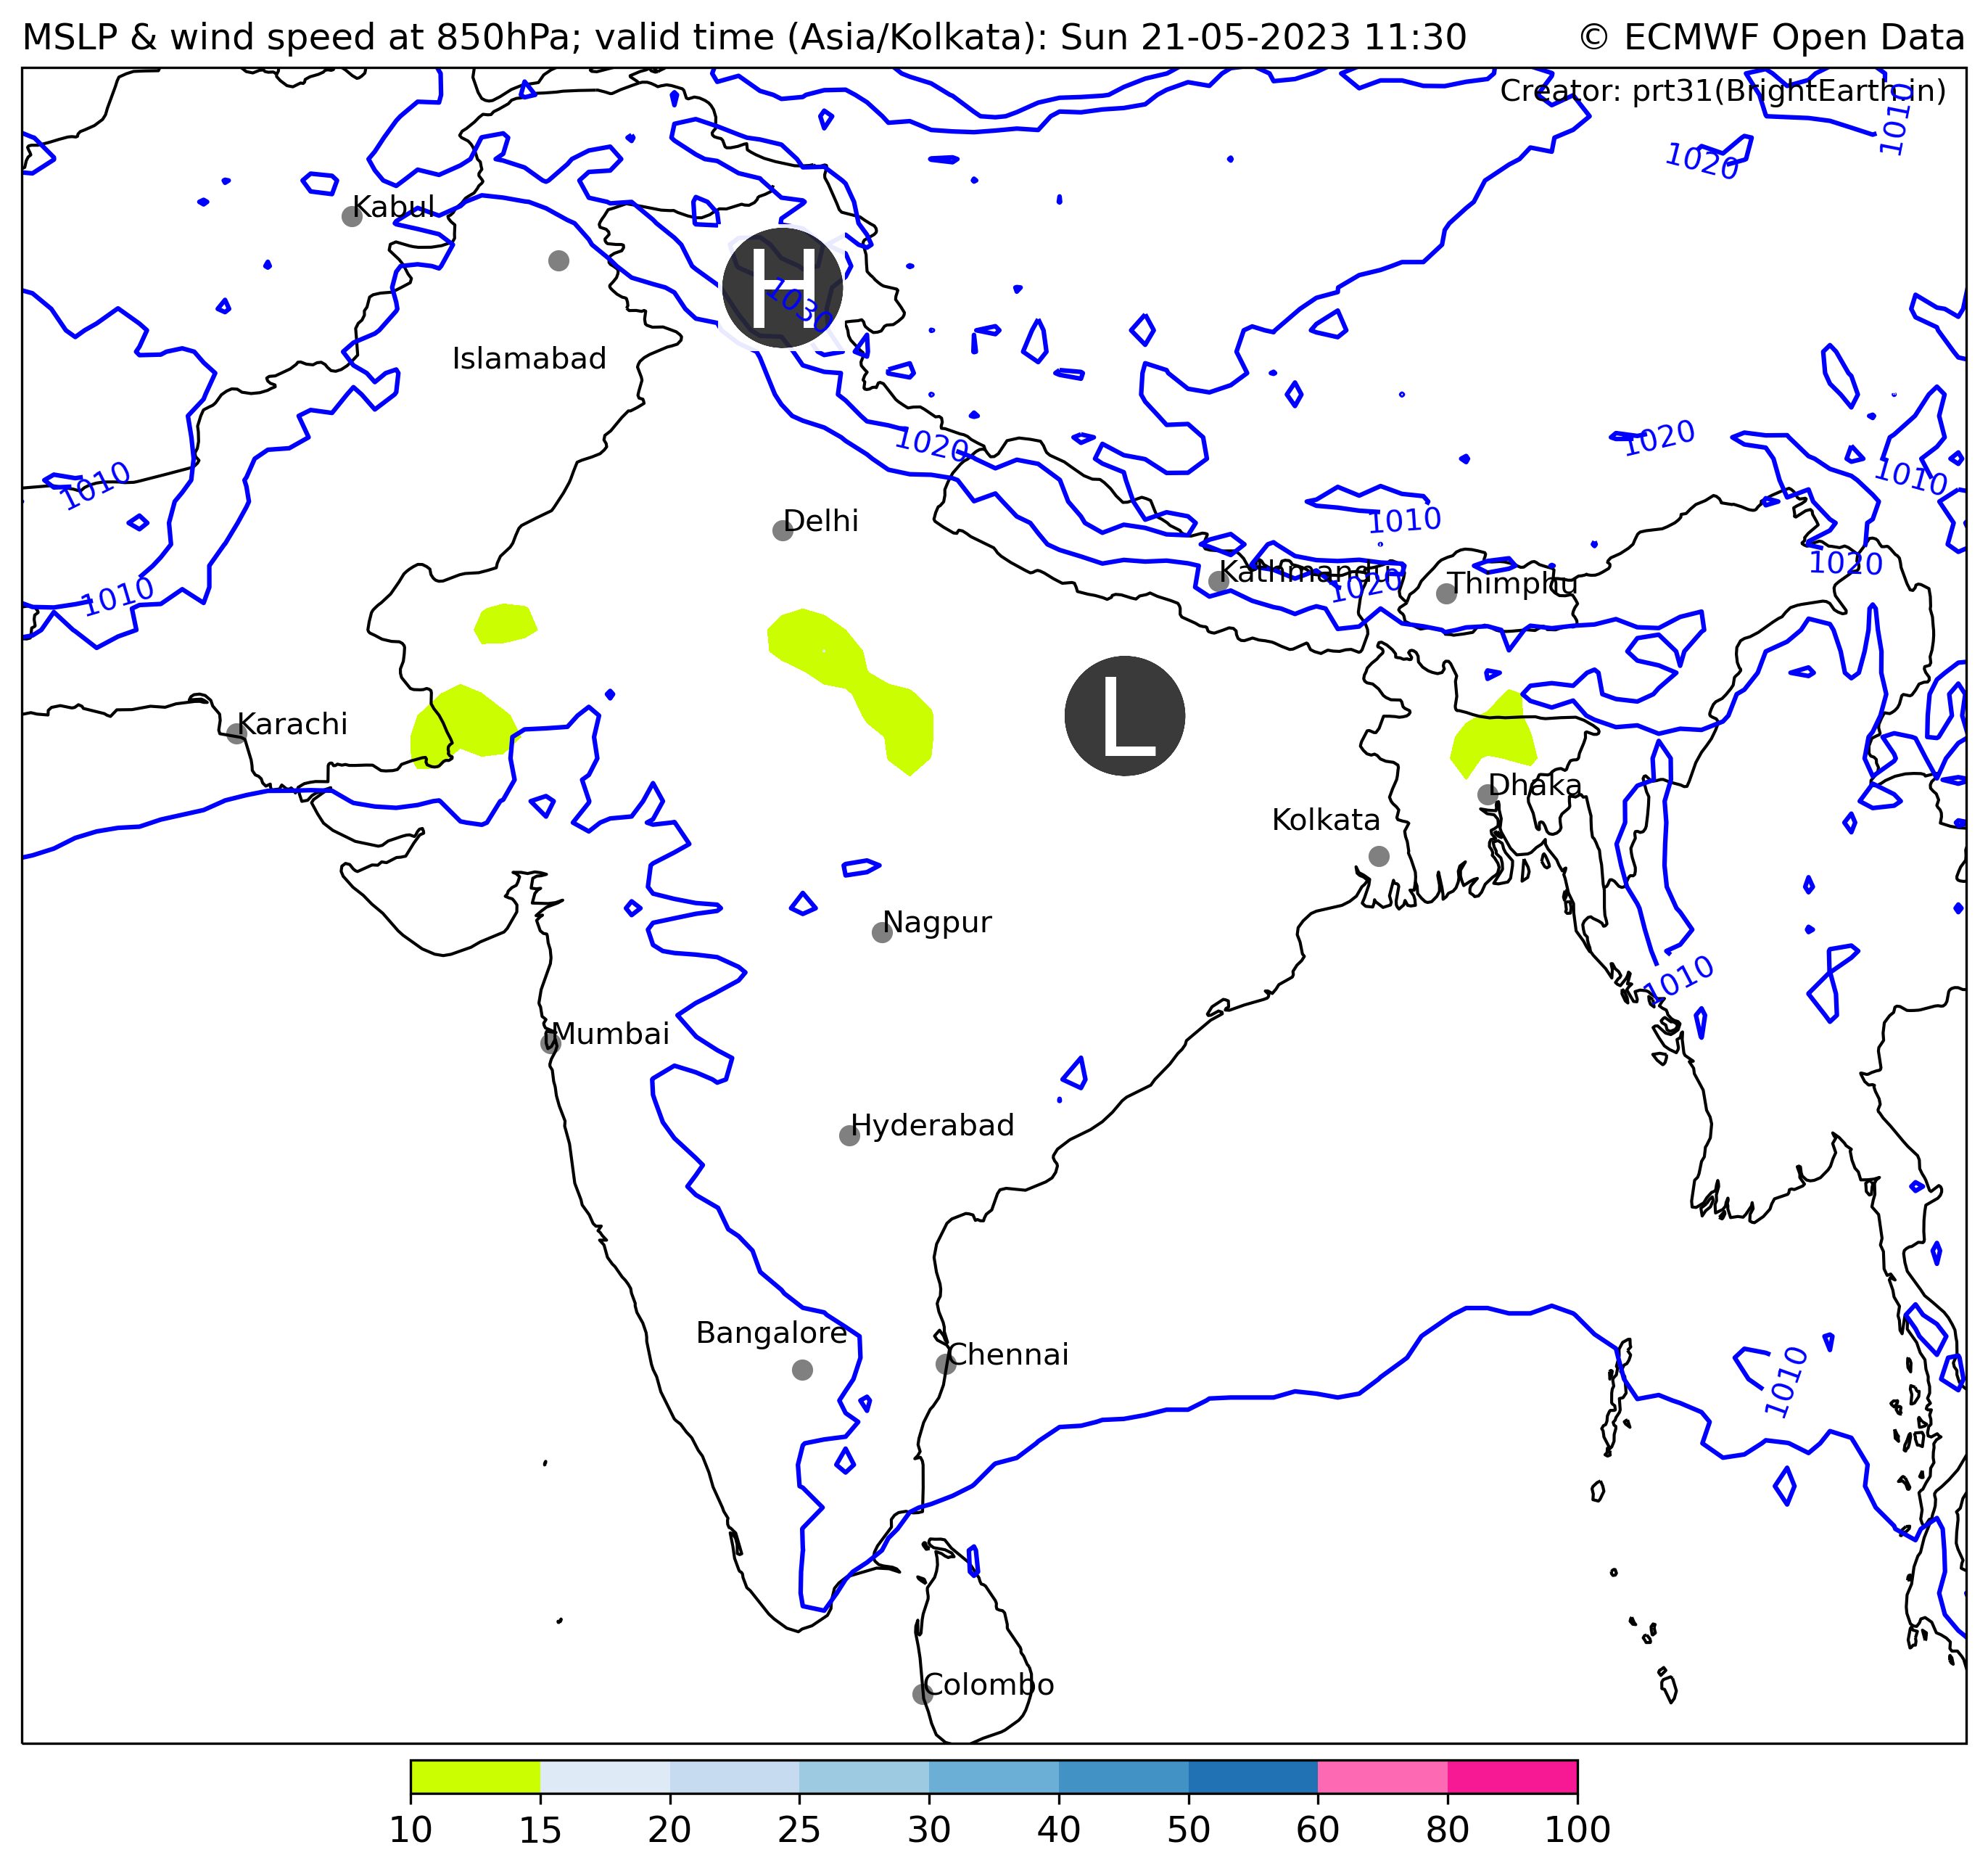 MSLP & wind speed at 850hPa; valid time (Asia/Kolkata): Sun 21-05-2023 11:30
© ECMWF Open Data
Creator: prt31(BrightEarth.in)
1010
1020
Kabul
H
1030
Islamabad
1020
1020
1010
1010
Delhi
1010
1020
Kathmandu
1020
Thimphu
1010
L
Karachi
Dhaka
Kolkata
Nagpur
1010
Mumbai
Hyderabad
Bangalore
Chennai
1010
Colombo
10 15 20 25 30 40 50 60 80 100